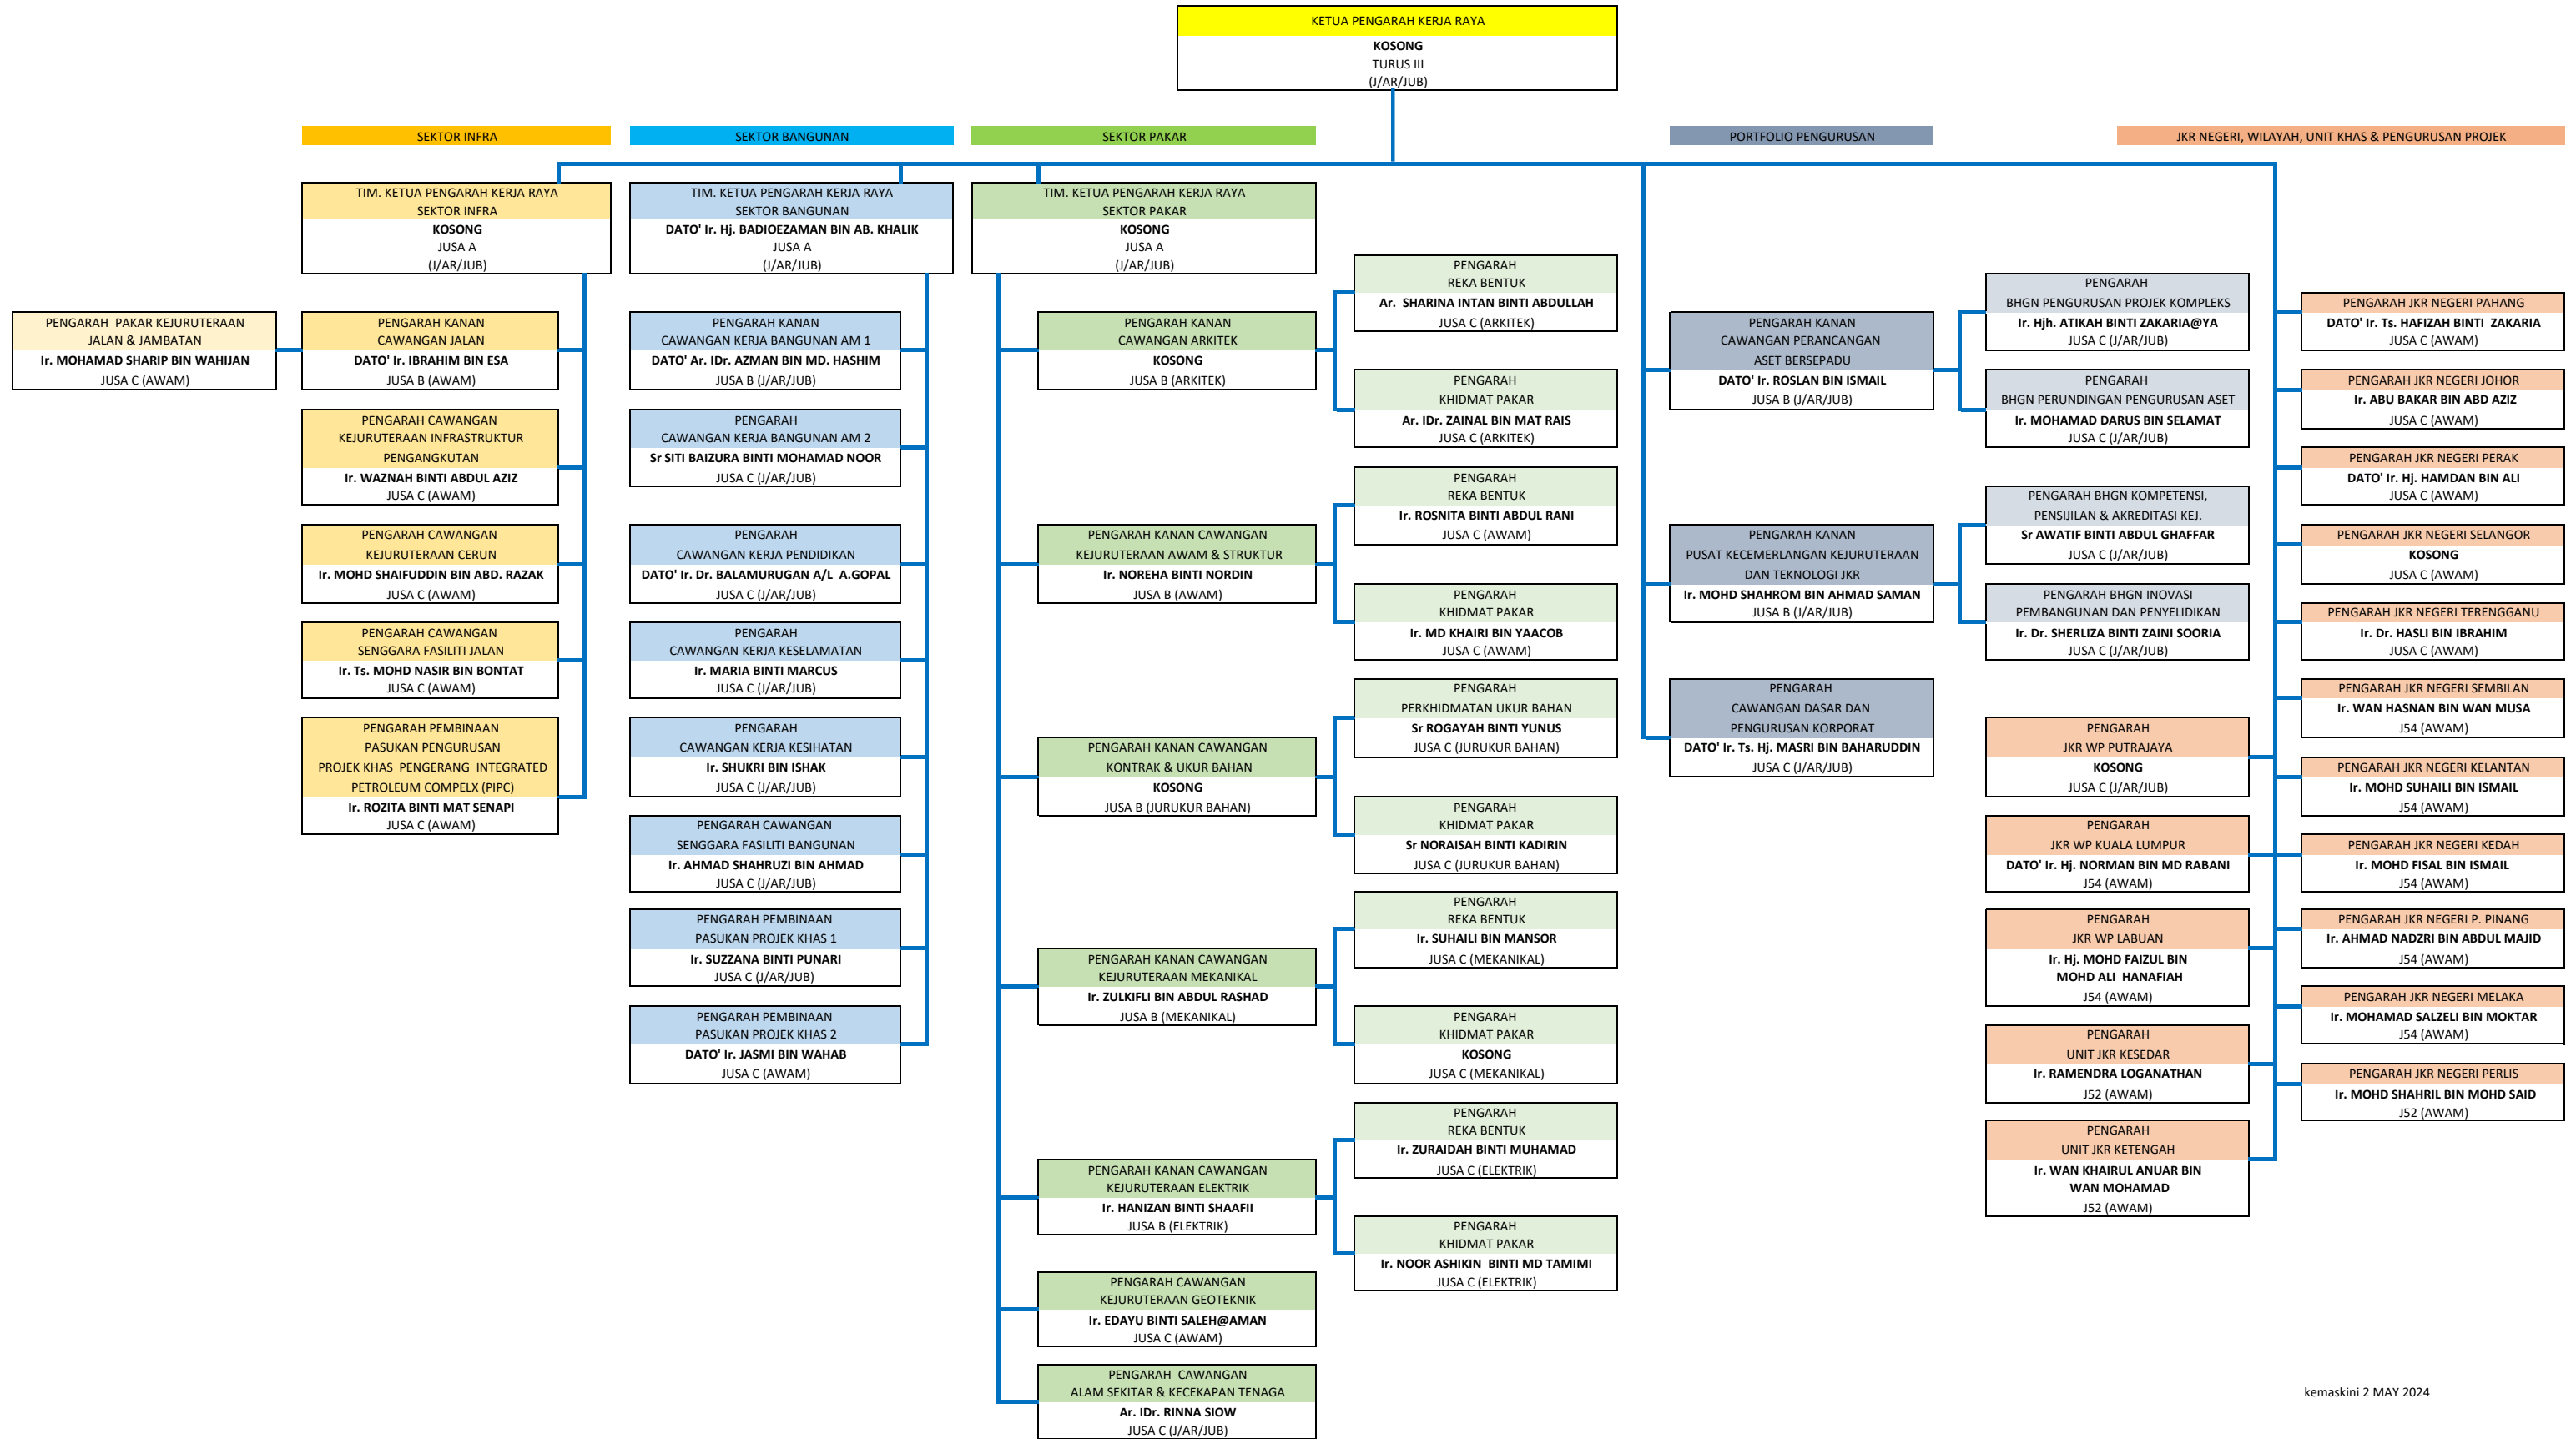 KETUA PENGARAH KERJA RAYA
KOSONG
TURUS III
(J/AR/JUB)
SEKTOR INFRA
SEKTOR BANGUNAN
SEKTOR PAKAR
PORTFOLIO PENGURUSAN
JKR NEGERI, WILAYAH, UNIT KHAS & PENGURUSAN PROJEK
TIM. KETUA PENGARAH KERJA RAYA
SEKTOR INFRA
KOSONG
JUSA A
(J/AR/JUB)
PENGARAH  PAKAR KEJURUTERAAN
JALAN & JAMBATAN
Ir. MOHAMAD SHARIP BIN WAHIJAN
JUSA C (AWAM)
PENGARAH KANAN
CAWANGAN JALAN
DATO' Ir. IBRAHIM BIN ESA
JUSA B (AWAM)
PENGARAH CAWANGAN
KEJURUTERAAN INFRASTRUKTUR
PENGANGKUTAN
Ir. WAZNAH BINTI ABDUL AZIZ
JUSA C (AWAM)
PENGARAH CAWANGAN
KEJURUTERAAN CERUN
Ir. MOHD SHAIFUDDIN BIN ABD. RAZAK
JUSA C (AWAM)
PENGARAH CAWANGAN
SENGGARA FASILITI JALAN
Ir. Ts. MOHD NASIR BIN BONTAT
JUSA C (AWAM)
PENGARAH PEMBINAAN
PASUKAN PENGURUSAN
PROJEK KHAS  PENGERANG  INTEGRATED
PETROLEUM COMPELX (PIPC)
Ir. ROZITA BINTI MAT SENAPI
JUSA C (AWAM)
TIM. KETUA PENGARAH KERJA RAYA
SEKTOR BANGUNAN
DATO' Ir. Hj. BADIOEZAMAN BIN AB. KHALIK
JUSA A
(J/AR/JUB)
PENGARAH KANAN
CAWANGAN KERJA BANGUNAN AM 1
DATO' Ar. IDr. AZMAN BIN MD. HASHIM
JUSA B (J/AR/JUB)
PENGARAH
CAWANGAN KERJA BANGUNAN AM 2
Sr SITI BAIZURA BINTI MOHAMAD NOOR
JUSA C (J/AR/JUB)
PENGARAH
CAWANGAN KERJA PENDIDIKAN
DATO' Ir. Dr. BALAMURUGAN A/L  A.GOPAL
JUSA C (J/AR/JUB)
PENGARAH
CAWANGAN KERJA KESELAMATAN
Ir. MARIA BINTI MARCUS
JUSA C (J/AR/JUB)
PENGARAH
CAWANGAN KERJA KESIHATAN
Ir. SHUKRI BIN ISHAK
JUSA C (J/AR/JUB)
PENGARAH CAWANGAN
SENGGARA FASILITI BANGUNAN
Ir. AHMAD SHAHRUZI BIN AHMAD
JUSA C (J/AR/JUB)
PENGARAH PEMBINAAN
PASUKAN PROJEK KHAS 1
Ir. SUZZANA BINTI PUNARI
JUSA C (J/AR/JUB)
PENGARAH PEMBINAAN
PASUKAN PROJEK KHAS 2
DATO' Ir. JASMI BIN WAHAB
JUSA C (AWAM)
TIM. KETUA PENGARAH KERJA RAYA
SEKTOR PAKAR
KOSONG
JUSA A
(J/AR/JUB)
PENGARAH KANAN
CAWANGAN ARKITEK
KOSONG
JUSA B (ARKITEK)
PENGARAH
REKA BENTUK
Ar.  SHARINA INTAN BINTI ABDULLAH
JUSA C (ARKITEK)
PENGARAH
KHIDMAT PAKAR
Ar. IDr. ZAINAL BIN MAT RAIS
JUSA C (ARKITEK)
PENGARAH KANAN CAWANGAN
KEJURUTERAAN AWAM & STRUKTUR
Ir. NOREHA BINTI NORDIN
JUSA B (AWAM)
PENGARAH
REKA BENTUK
Ir. ROSNITA BINTI ABDUL RANI
JUSA C (AWAM)
PENGARAH
KHIDMAT PAKAR
Ir. MD KHAIRI BIN YAACOB
JUSA C (AWAM)
PENGARAH KANAN CAWANGAN
KONTRAK & UKUR BAHAN
KOSONG
JUSA B (JURUKUR BAHAN)
PENGARAH
PERKHIDMATAN UKUR BAHAN
Sr ROGAYAH BINTI YUNUS
JUSA C (JURUKUR BAHAN)
PENGARAH
KHIDMAT PAKAR
Sr NORAISAH BINTI KADIRIN
JUSA C (JURUKUR BAHAN)
PENGARAH KANAN CAWANGAN
KEJURUTERAAN MEKANIKAL
Ir. ZULKIFLI BIN ABDUL RASHAD
JUSA B (MEKANIKAL)
PENGARAH
REKA BENTUK
Ir. SUHAILI BIN MANSOR
JUSA C (MEKANIKAL)
PENGARAH
KHIDMAT PAKAR
KOSONG
JUSA C (MEKANIKAL)
PENGARAH KANAN CAWANGAN
KEJURUTERAAN ELEKTRIK
Ir. HANIZAN BINTI SHAAFII
JUSA B (ELEKTRIK)
PENGARAH
REKA BENTUK
Ir. ZURAIDAH BINTI MUHAMAD
JUSA C (ELEKTRIK)
PENGARAH
KHIDMAT PAKAR
Ir. NOOR ASHIKIN  BINTI MD TAMIMI
JUSA C (ELEKTRIK)
PENGARAH CAWANGAN
KEJURUTERAAN GEOTEKNIK
Ir. EDAYU BINTI SALEH@AMAN
JUSA C (AWAM)
PENGARAH  CAWANGAN
ALAM SEKITAR & KECEKAPAN TENAGA
Ar. IDr. RINNA SIOW
JUSA C (J/AR/JUB)
PENGARAH KANAN
CAWANGAN PERANCANGAN
ASET BERSEPADU
DATO' Ir. ROSLAN BIN ISMAIL
JUSA B (J/AR/JUB)
PENGARAH
BHGN PENGURUSAN PROJEK KOMPLEKS
Ir. Hjh. ATIKAH BINTI ZAKARIA@YA
JUSA C (J/AR/JUB)
PENGARAH
BHGN PERUNDINGAN PENGURUSAN ASET
Ir. MOHAMAD DARUS BIN SELAMAT
JUSA C (J/AR/JUB)
PENGARAH KANAN
PUSAT KECEMERLANGAN KEJURUTERAAN
DAN TEKNOLOGI JKR
Ir. MOHD SHAHROM BIN AHMAD SAMAN
JUSA B (J/AR/JUB)
PENGARAH BHGN KOMPETENSI,
PENSIJILAN & AKREDITASI KEJ.
Sr AWATIF BINTI ABDUL GHAFFAR
JUSA C (J/AR/JUB)
PENGARAH BHGN INOVASI
PEMBANGUNAN DAN PENYELIDIKAN
Ir. Dr. SHERLIZA BINTI ZAINI SOORIA
JUSA C (J/AR/JUB)
PENGARAH
CAWANGAN DASAR DAN
PENGURUSAN KORPORAT
DATO' Ir. Ts. Hj. MASRI BIN BAHARUDDIN
JUSA C (J/AR/JUB)
PENGARAH
JKR WP PUTRAJAYA
KOSONG
JUSA C (J/AR/JUB)
PENGARAH
JKR WP KUALA LUMPUR
DATO' Ir. Hj. NORMAN BIN MD RABANI
J54 (AWAM)
PENGARAH
JKR WP LABUAN
Ir. Hj. MOHD FAIZUL BIN
MOHD ALI  HANAFIAH
J54 (AWAM)
PENGARAH
UNIT JKR KESEDAR
Ir. RAMENDRA LOGANATHAN
J52 (AWAM)
PENGARAH
UNIT JKR KETENGAH
Ir. WAN KHAIRUL ANUAR BIN
WAN MOHAMAD
J52 (AWAM)
PENGARAH JKR NEGERI PAHANG
DATO' Ir. Ts. HAFIZAH BINTI  ZAKARIA
JUSA C (AWAM)
PENGARAH JKR NEGERI JOHOR
Ir. ABU BAKAR BIN ABD AZIZ
JUSA C (AWAM)
PENGARAH JKR NEGERI PERAK
DATO' Ir. Hj. HAMDAN BIN ALI
JUSA C (AWAM)
PENGARAH JKR NEGERI SELANGOR
KOSONG
JUSA C (AWAM)
PENGARAH JKR NEGERI TERENGGANU
Ir. Dr. HASLI BIN IBRAHIM
JUSA C (AWAM)
PENGARAH JKR NEGERI SEMBILAN
Ir. WAN HASNAN BIN WAN MUSA
J54 (AWAM)
PENGARAH JKR NEGERI KELANTAN
Ir. MOHD SUHAILI BIN ISMAIL
J54 (AWAM)
PENGARAH JKR NEGERI KEDAH
Ir. MOHD FISAL BIN ISMAIL
J54 (AWAM)
PENGARAH JKR NEGERI P. PINANG
Ir. AHMAD NADZRI BIN ABDUL MAJID
J54 (AWAM)
PENGARAH JKR NEGERI MELAKA
Ir. MOHAMAD SALZELI BIN MOKTAR
J54 (AWAM)
PENGARAH JKR NEGERI PERLIS
Ir. MOHD SHAHRIL BIN MOHD SAID
J52 (AWAM)
kemaskini 2 MAY 2024